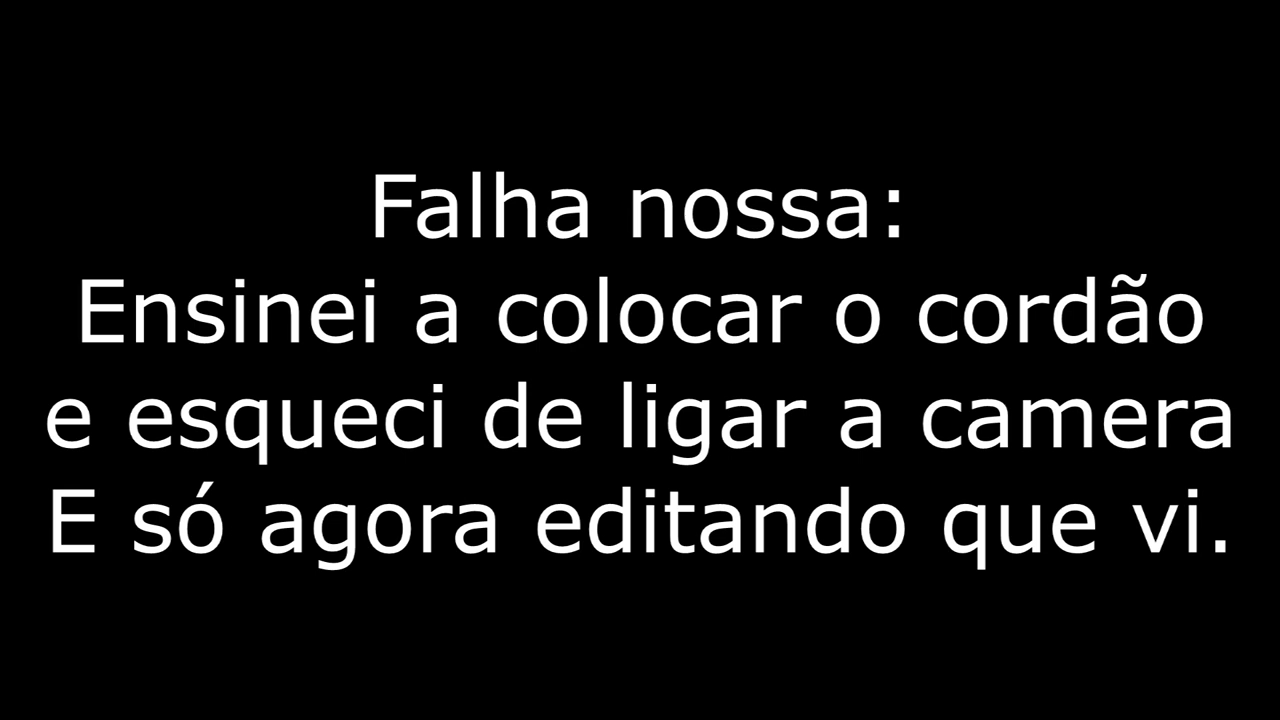 Falha nossa:
Ensinei a colocar o cordão
e esqueci de ligar a camera
E só agora editando que vi.